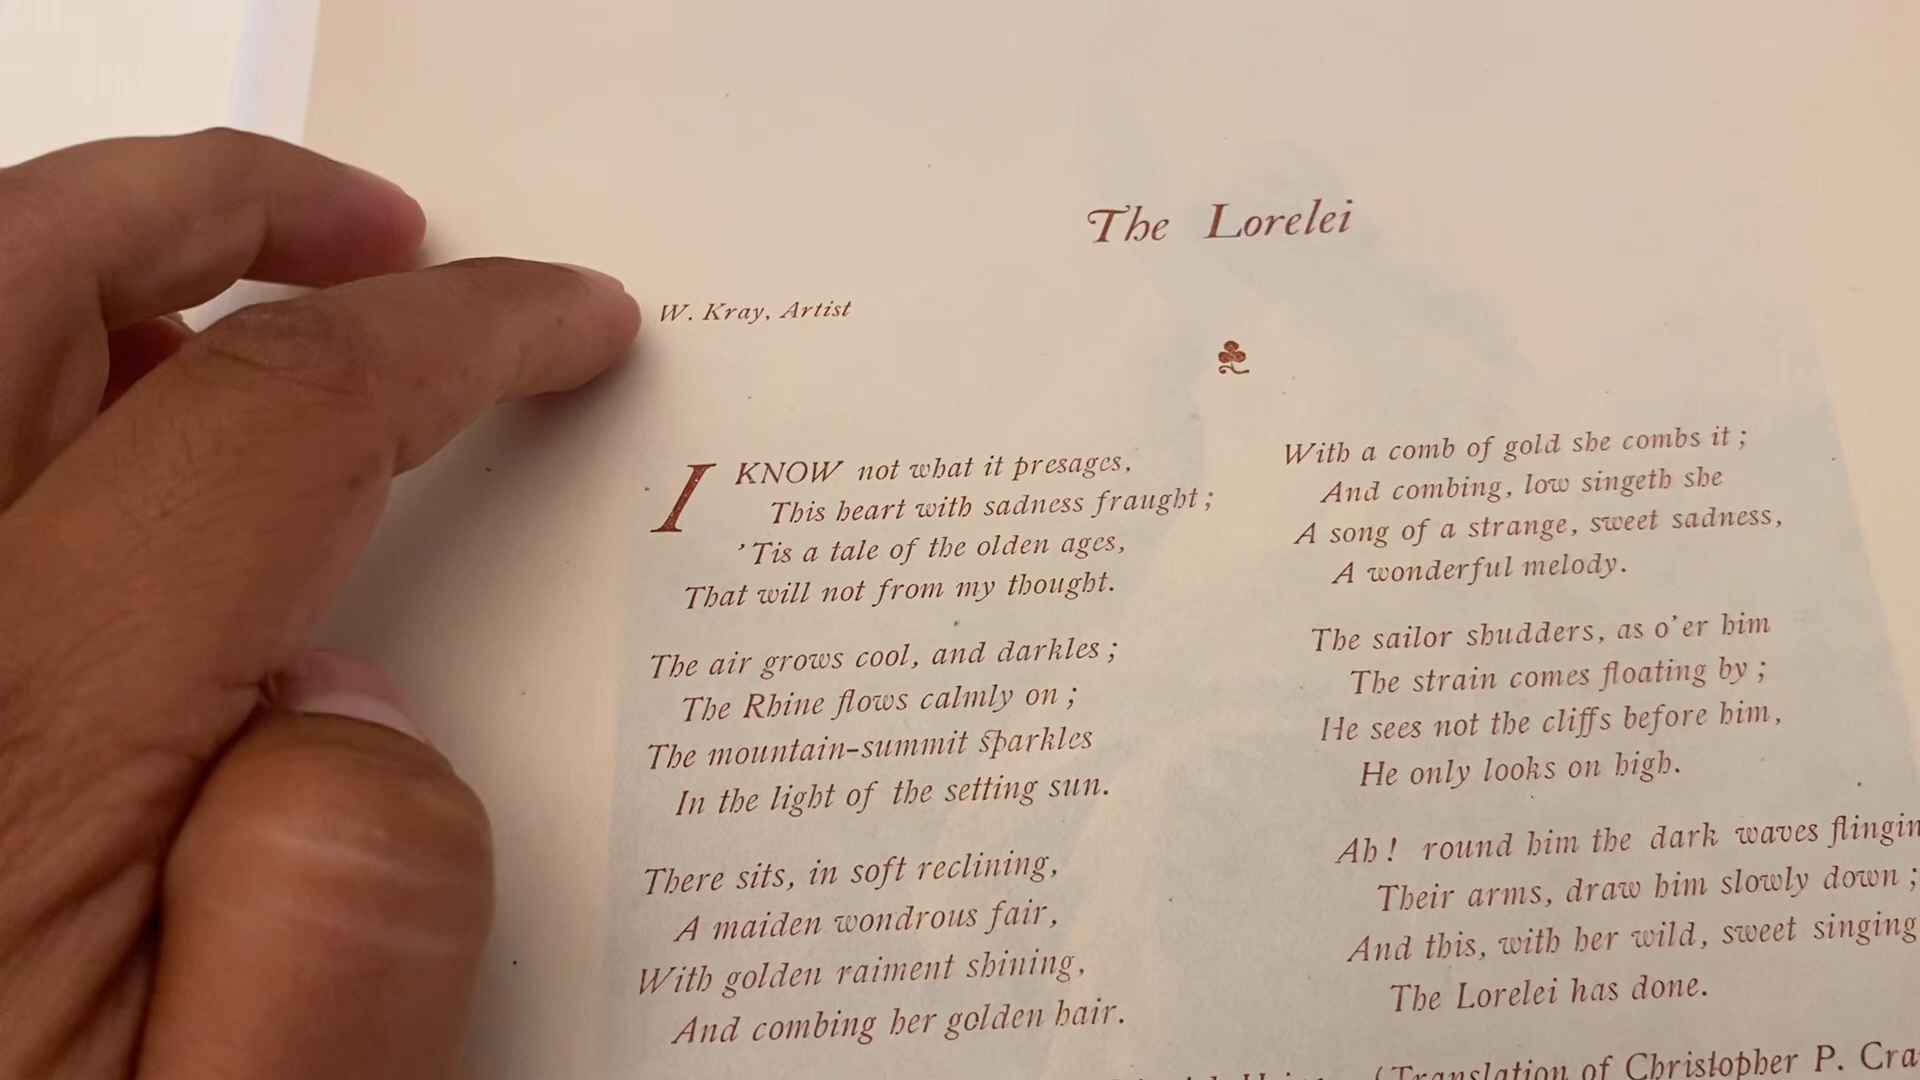 The Lorelei
W. Kray, Artist
I KNOW not what it presages,
This heart with sadness fraught;
'Tis a tale of the olden ages,
That will not from my thought.
The air grows cool, and darkles;
The Rhine flows calmly on;
The mountain-summit sparkles
In the light of the setting sun.
There sits, in soft reclining,
A maiden wondrous fair,
With golden raiment shining,
And combing her golden hair.
With a comb of gold she combs it;
And combing, low singeth she
A song of a strange, sweet sadness,
A wonderful melody.
The sailor shudders, as o'er him
The strain comes floating by;
He sees not the cliffs before him,
He only looks on high.
Ah! round him the dark waves
Their arms, draw him slowly down;
And this, with her wild, sweet singing
The Lorelei has done.
(Translation of Christopher P.